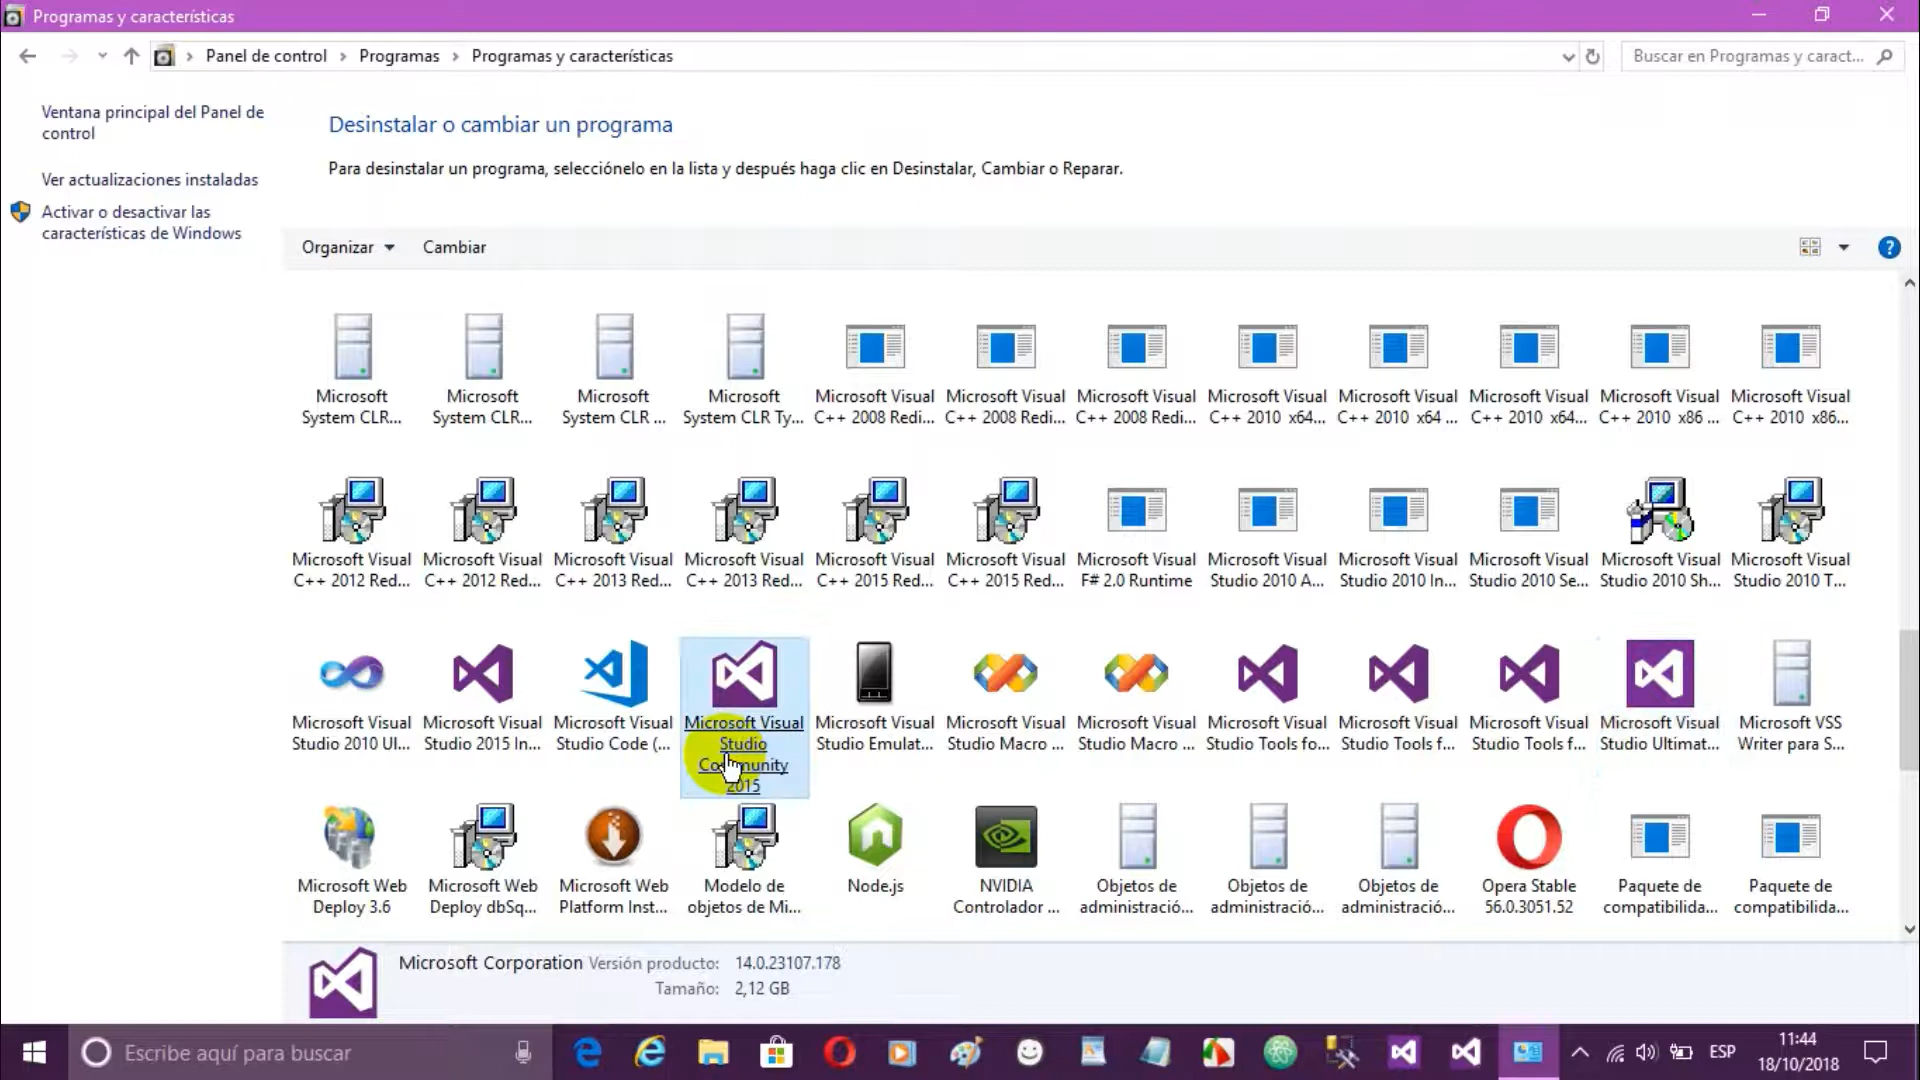 Programas y características
Panel de control > Programas > Programas y características
Buscar en Programas y caract...
Ventana principal del Panel de
control
Ver actualizaciones instaladas
Activar o desactivar las
características de Windows
Desinstalar o cambiar un programa
Para desinstalar un programa, selecciónelo en la lista y después haga clic en Desinstalar, Cambiar o Reparar.
Organizar Cambiar
Microsoft Microsoft Microsoft Microsoft Microsoft Visual Microsoft Visual Microsoft Visual Microsoft Visual Microsoft Visual Microsoft Visual Microsoft Visual Microsoft Visual
System CLR... System CLR... System CLR ... System CLR Ty... C++ 2008 Redi... C++ 2008 Redi... C++ 2008 Redi... C++ 2010 x64... C++ 2010 x64 ... C++ 2010 x64... C++ 2010 x86 ... C++ 2010 x86...
Microsoft Visual Microsoft Visual Microsoft Visual Microsoft Visual Microsoft Visual Microsoft Visual Microsoft Visual Microsoft Visual Microsoft Visual Microsoft Visual Microsoft Visual Microsoft Visual
C++ 2012 Red... C++ 2012 Red... C++ 2013 Red... C++ 2013 Red... C++ 2015 Red... C++ 2015 Red... F# 2.0 Runtime Studio 2010 A... Studio 2010 In... Studio 2010 Se... Studio 2010 Sh... Studio 2010 T...
Microsoft Visual Microsoft Visual Microsoft Visual Microsoft Visual Microsoft Visual Microsoft Visual Microsoft Visual Microsoft Visual Microsoft Visual Microsoft Visual Microsoft Visual Microsoft VSS
Studio 2010 Ul... Studio 2015 In... Studio Code (... Studio Studio Emulat... Studio Macro ... Studio Macro ... Studio Tools fo... Studio Tools f... Studio Tools f... Studio Ultimat... Writer para S...
Community
2015
Microsoft Web Microsoft Web Microsoft Web Modelo de Node.js NVIDIA Objetos de Objetos de Objetos de Opera Stable Paquete de Paquete de
Deploy 3.6 Deploy dbSq... Platform Inst... objetos de Mi... Controlador ... administració... administració... administració... 56.0.3051.52 compatibilida... compatibilida...
Microsoft Corporation Versión producto: 14.0.23107.178
Tamaño: 2,12 GB
Escribe aquí para buscar
ESP
11:44
18/10/2018